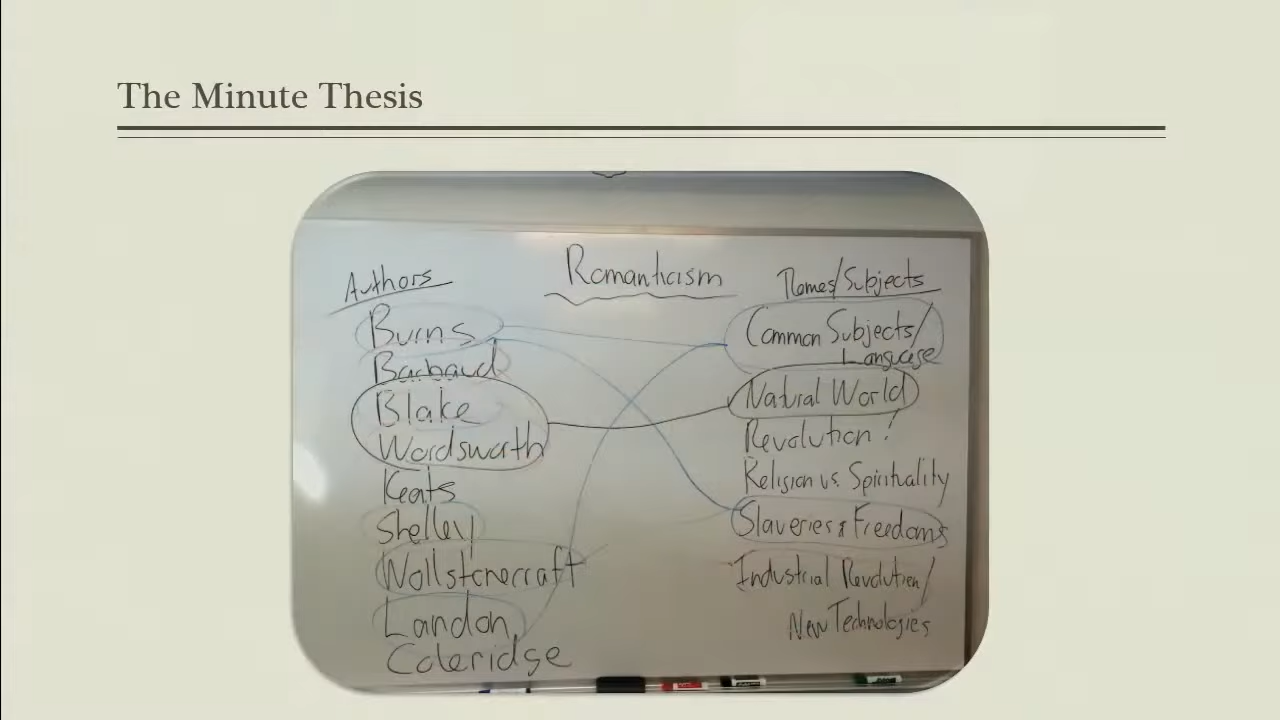 The Minute Thesis
Romanticism
Authors
Burns
Barbaud
Blake
Wordsworth
Keats
Shelley
Wollstonecraft
Landon
Coleridge
Themes/Subjects
Common Subjects/
Language
Natural World
Revolution!
Religion vs. Spirituality
Slaveries & Freedoms
Industrial Revolution/
New Technologies